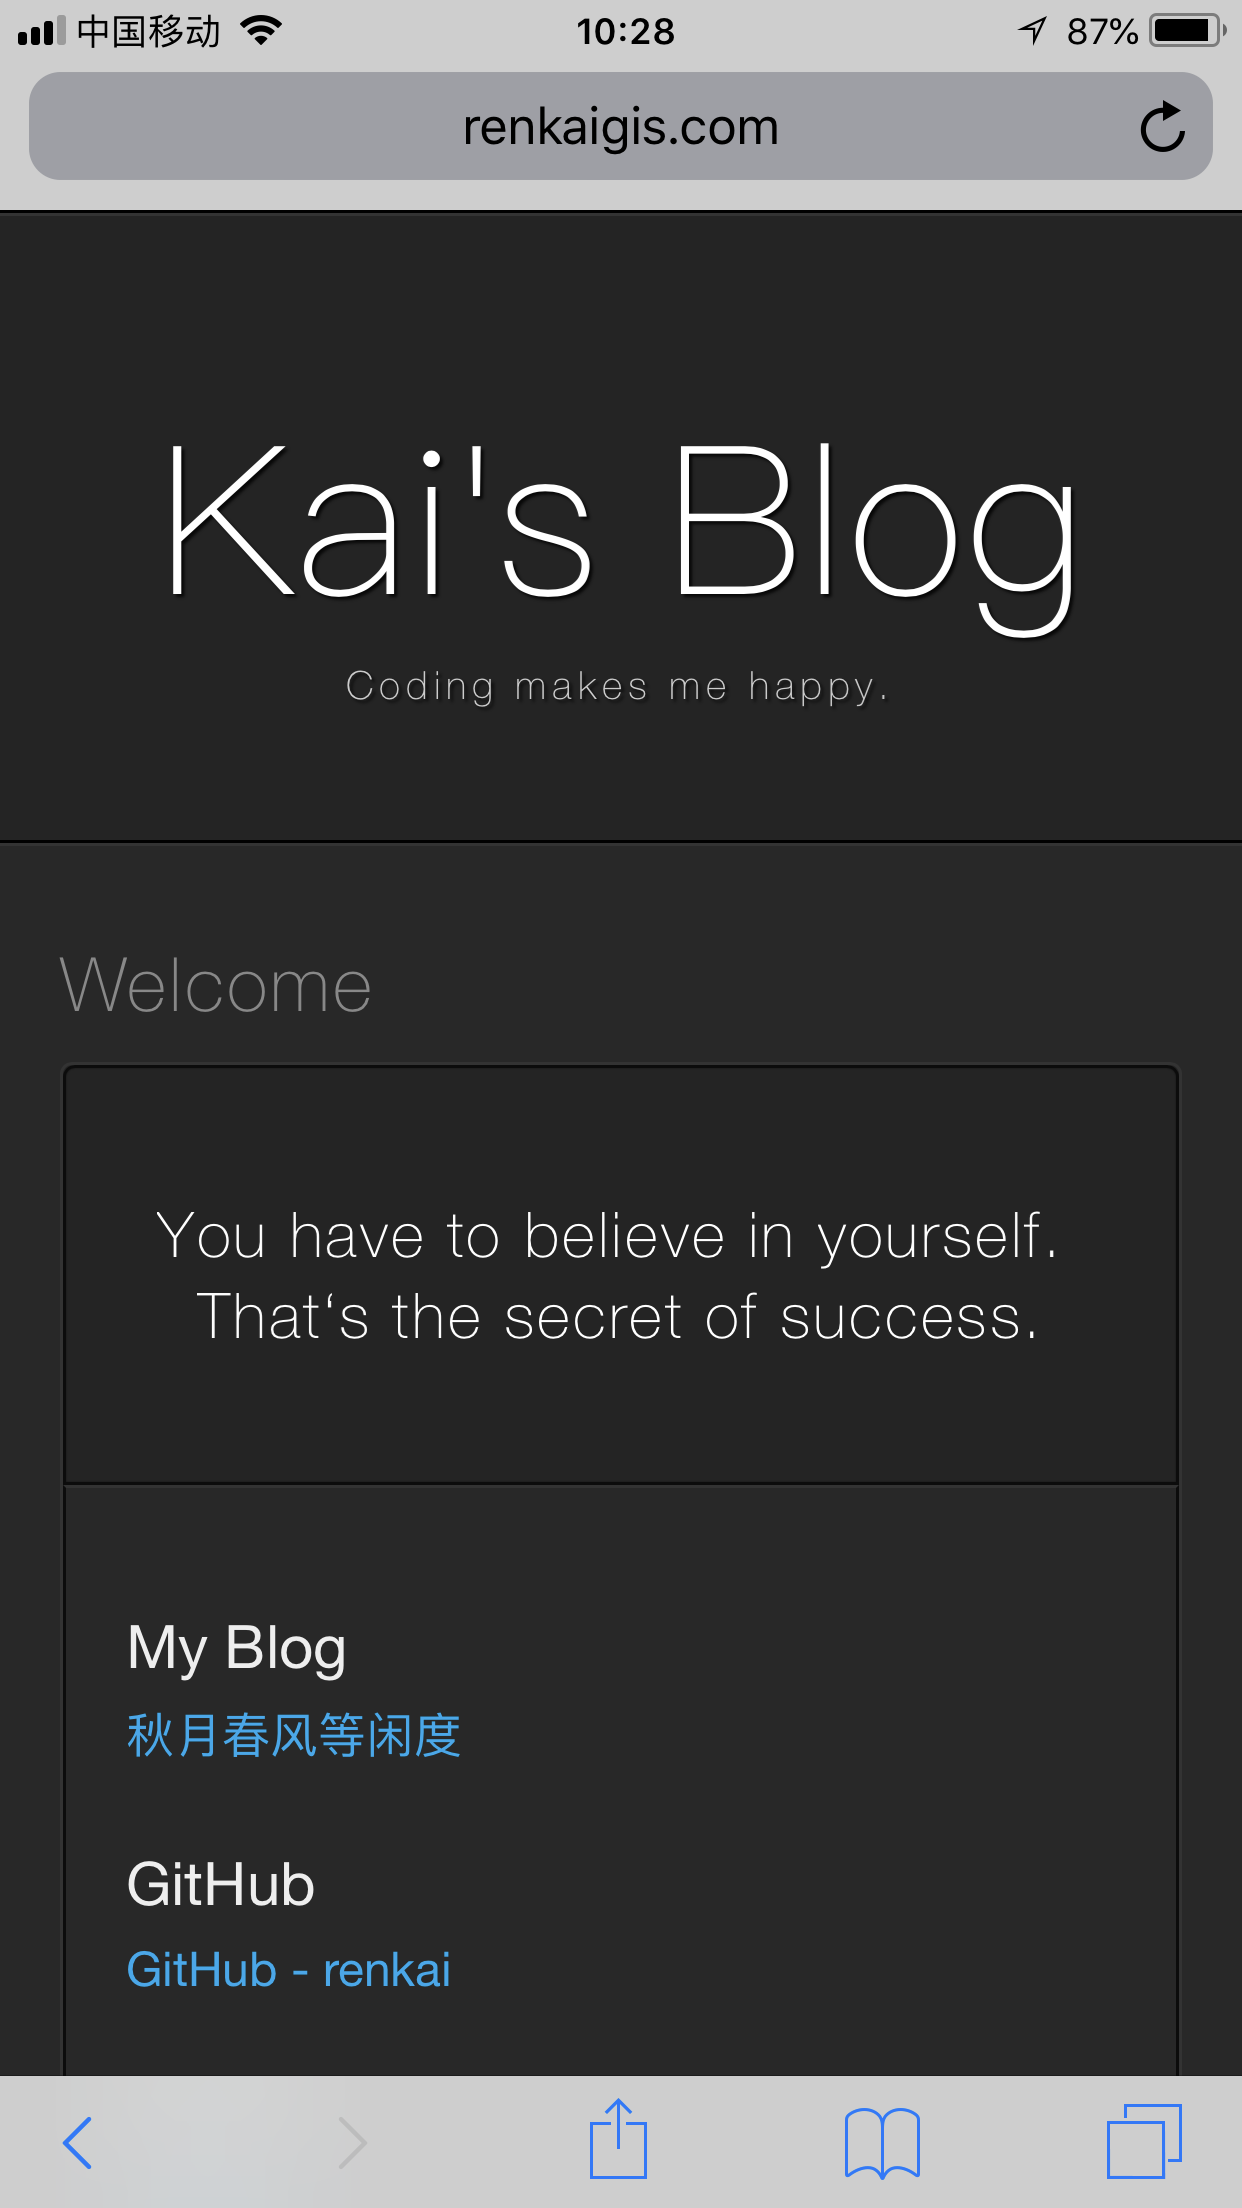 中国移动 10:28 87%
renkaigis.com
Kai's Blog
Coding makes me happy.
Welcome
You have to believe in yourself.
That‘s the secret of success.
My Blog
秋月春风等闲度
GitHub
GitHub - renkai